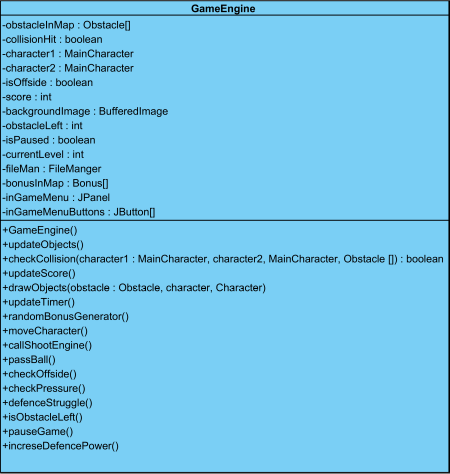 GameEngine
-obstacleInMap : Obstacle[]
-collisionHit : boolean
-character1 : MainCharacter
-character2 : MainCharacter
-isOffside : boolean
-score : int
-backgroundImage : BufferedImage
-obstacleLeft : int
-isPaused : boolean
-currentLevel : int
-fileMan : FileManger
-bonusInMap : Bonus[]
-inGameMenu : JPanel
-inGameMenuButtons : JButton[]
+GameEngine()
+updateObjects()
+checkCollision(character1 : MainCharacter, character2, MainCharacter, Obstacle []) : boolean
+updateScore()
+drawObjects(obstacle : Obstacle, character, Character)
+updateTimer()
+randomBonusGenerator()
+moveCharacter()
+callShootEngine()
+passBall()
+checkOffside()
+checkPressure()
+defenceStruggle()
+isObstacleLeft()
+pauseGame()
+increseDefencePower()